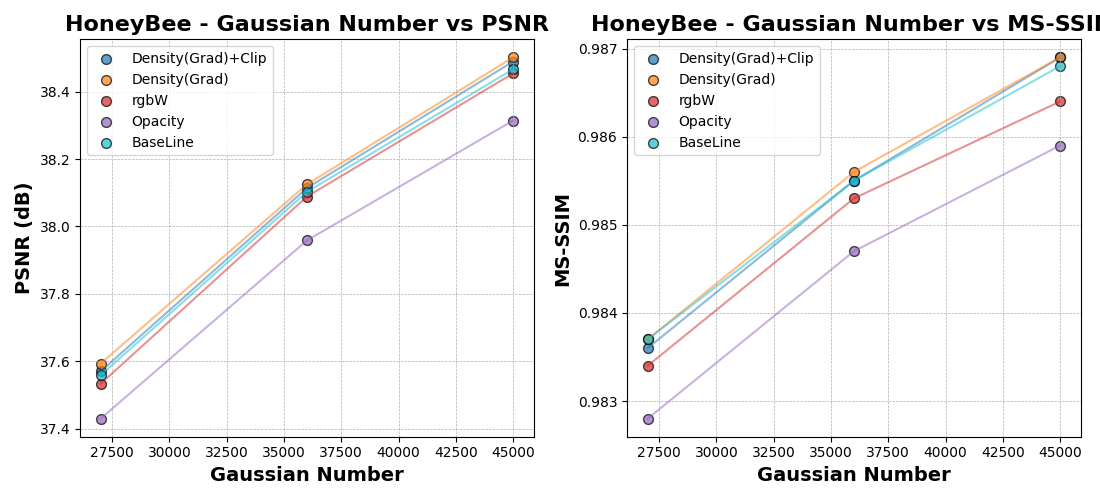 HoneyBee - Gaussian Number vs PSNR
Density(Grad)+Clip
Density(Grad)
rgbW
Opacity
BaseLine
38.4
38.2
38.0
37.8
37.6
37.4
PSNR (dB)
27500 30000 32500 35000 37500 40000 42500 45000
Gaussian Number
HoneyBee - Gaussian Number vs MS-SSII
Density(Grad)+Clip
Density(Grad)
rgbW
Opacity
BaseLine
0.987
0.986
0.985
0.984
0.983
MS-SSIM
27500 30000 32500 35000 37500 40000 42500 45000
Gaussian Number